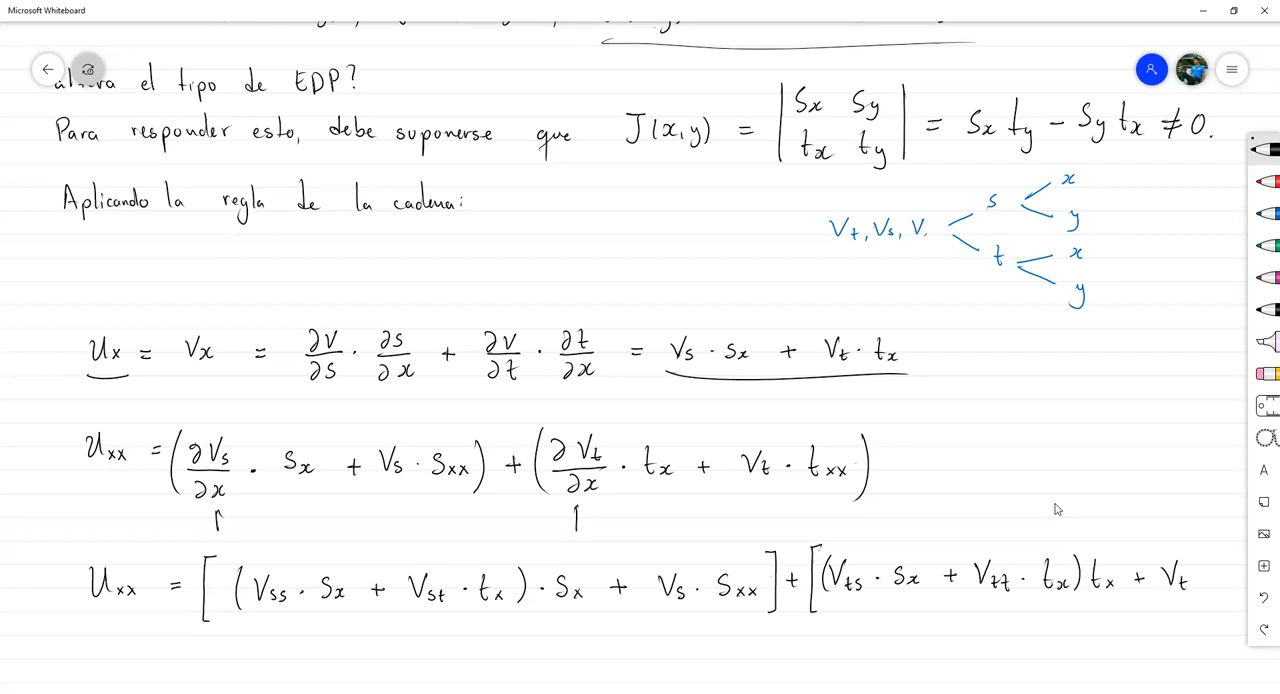 Microsoft Whiteboard
el tipo de EDP?
Para responder esto, debe suponerse que J(x,y) = | Sx Sy ; tx ty | = Sx ty - Sy tx ≠ 0.
Aplicando la regla de la cadena:
Vt, Vs, V. < s < x y
t < x y
Ux = Vx = ∂V/∂s · ∂s/∂x + ∂V/∂t · ∂t/∂x = Vs · Sx + Vt · tx
Uxx = (∂Vs/∂x · Sx + Vs · Sxx) + (∂Vt/∂x · tx + Vt · txx)
Uxx = [(Vss · Sx + Vst · tx) · Sx + Vs · Sxx] + [(Vts · Sx + Vtt · tx) tx + Vt